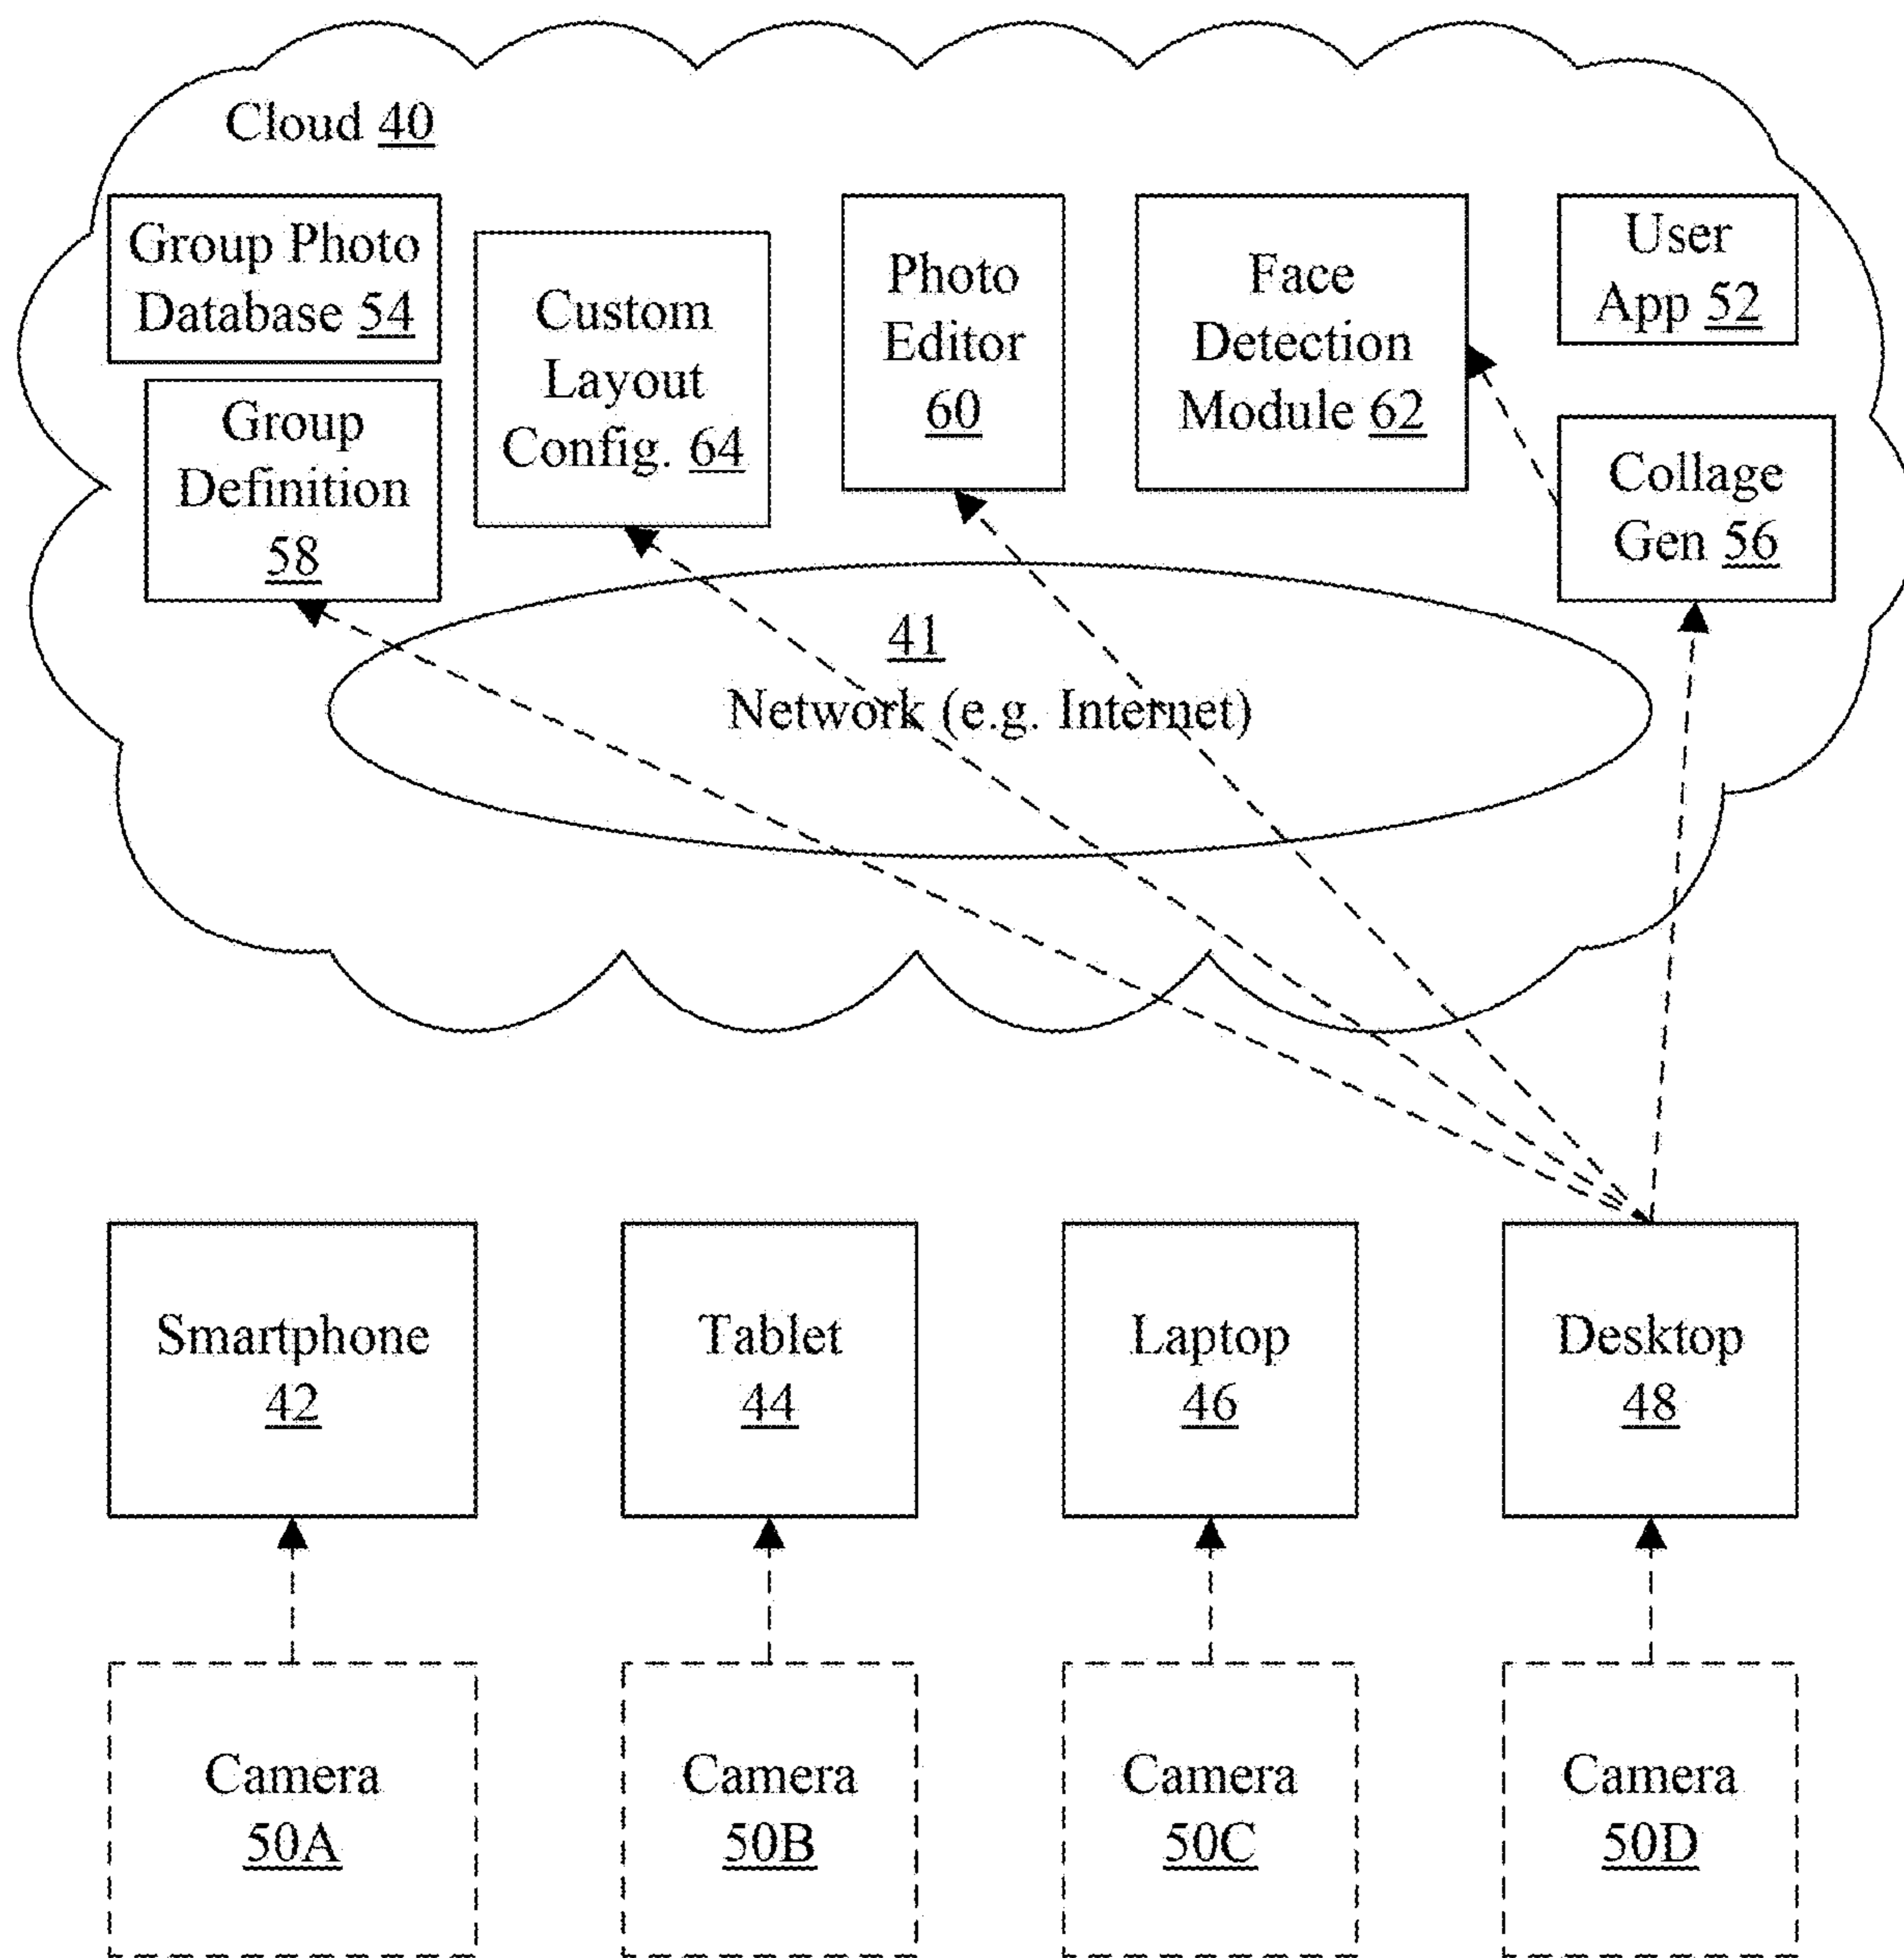 Cloud 40
Group Photo
Database 54
Group
Definition
58
Custom
Layout
Config. 64
Photo
Editor
60
Face
Detection
Module 62
User
App 52
Collage
Gen 56
41
Network (e.g. Internet)
Smartphone
42
Tablet
44
Laptop
46
Desktop
48
Camera
50A
Camera
50B
Camera
50C
Camera
50D